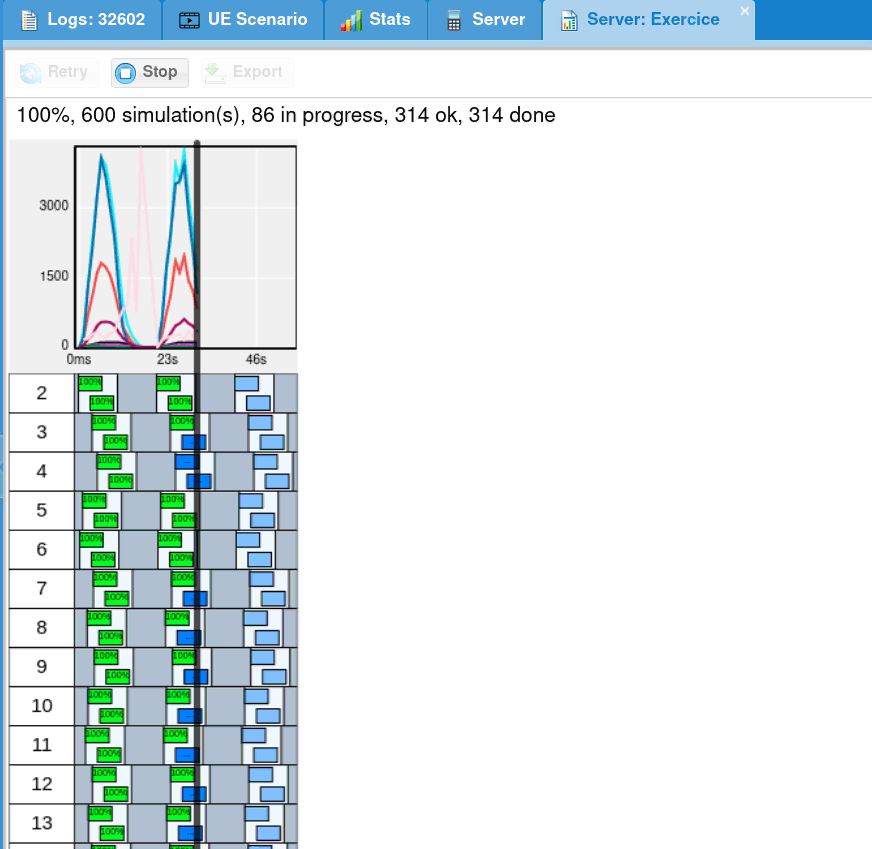 Logs: 32602 UE Scenario Stats Server Server: Exercice
Retry Stop Export
100%, 600 simulation(s), 86 in progress, 314 ok, 314 done
3000
1500
0
0ms 23s 46s
2 100% 100%
100% 100%
3 100% 100%
100%
4 100%
100%
5 100% 100%
100% 100%
6 100% 100%
100% 100%
7 100% 100%
100%
8 100% 100%
100%
9 100% 100%
100%
10 100% 100%
100%
11 100% 100%
100%
12 100% 100%
100%
13 100% 100%
100%